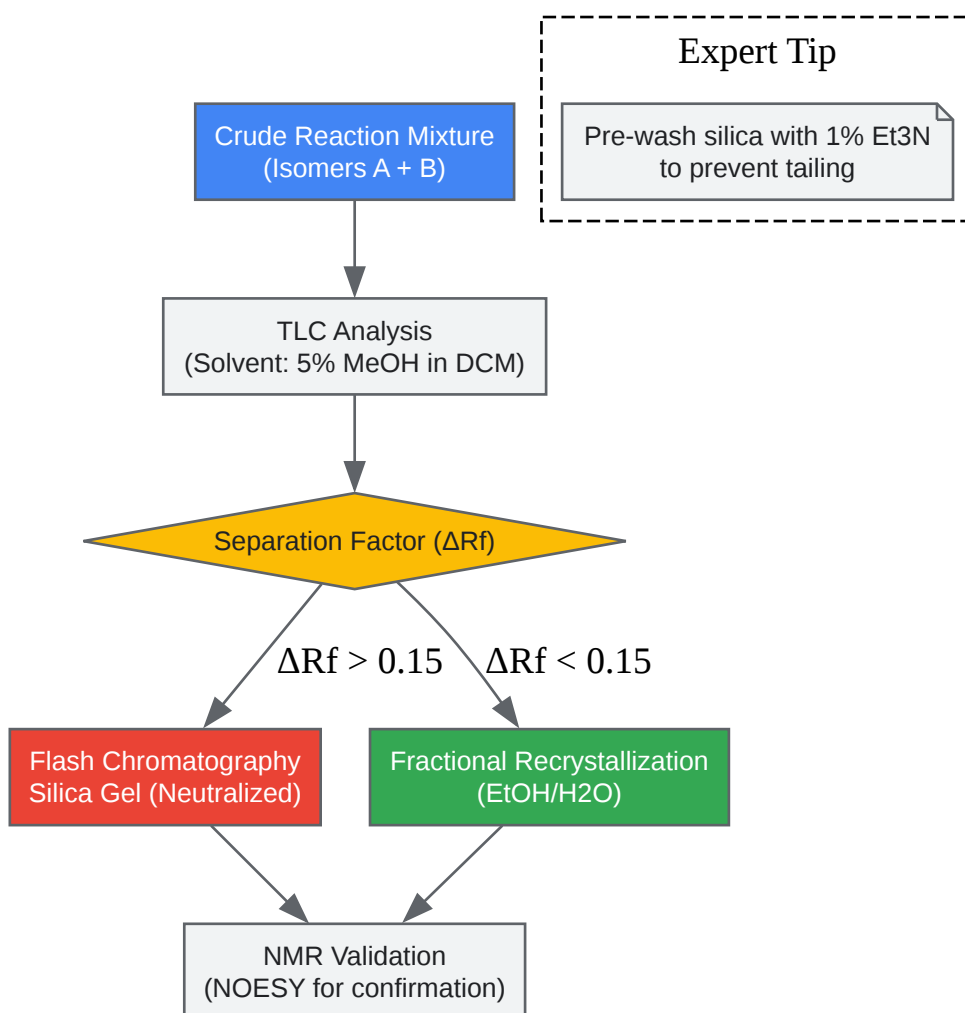 Expert Tip
Crude Reaction Mixture
(Isomers A + B)
Pre-wash silica with 1% Et3N
to prevent tailing
TLC Analysis
(Solvent: 5% MeOH in DCM)
Separation Factor (ΔRf)
ΔRf > 0.15
ΔRf < 0.15
Flash Chromatography
Silica Gel (Neutralized)
Fractional Recrystallization
(EtOH/H2O)
NMR Validation
(NOESY for confirmation)